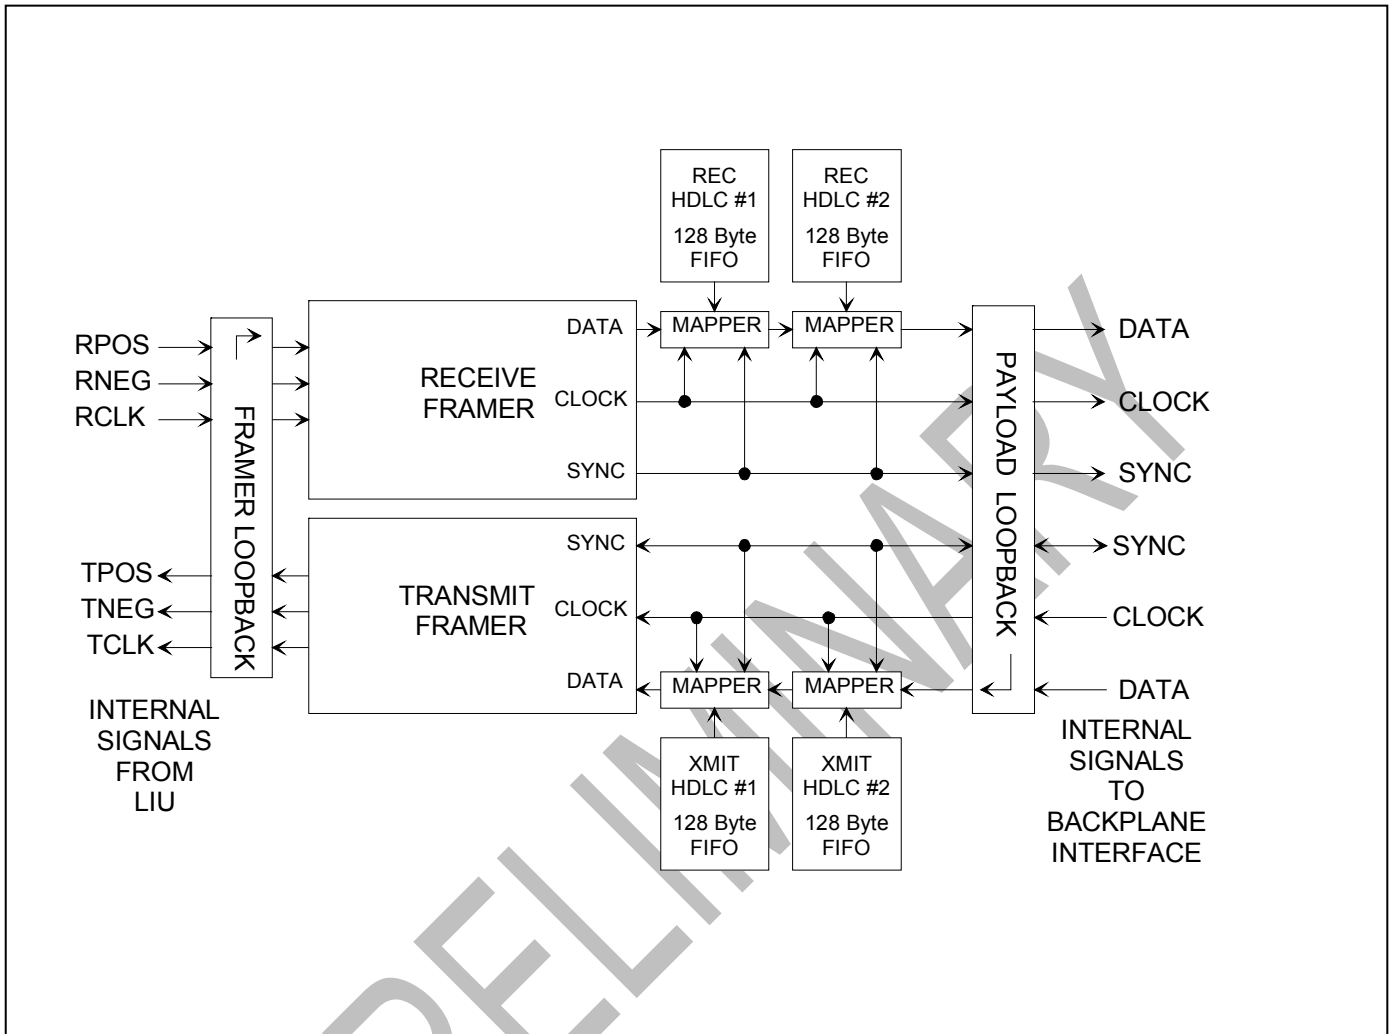 REC
HDLC #1
128 Byte
FIFO
REC
HDLC #2
128 Byte
FIFO
RPOS
RNEG
RCLK
FRAMER LOOPBACK
RECEIVE
FRAMER
DATA
CLOCK
SYNC
MAPPER
MAPPER
PAYLOAD LOOPBACK
DATA
CLOCK
SYNC
TPOS
TNEG
TCLK
TRANSMIT
FRAMER
SYNC
CLOCK
DATA
MAPPER
MAPPER
SYNC
CLOCK
DATA
INTERNAL
SIGNALS
FROM
LIU
XMIT
HDLC #1
128 Byte
FIFO
XMIT
HDLC #2
128 Byte
FIFO
INTERNAL
SIGNALS
TO
BACKPLANE
INTERFACE
PRELIMINARY